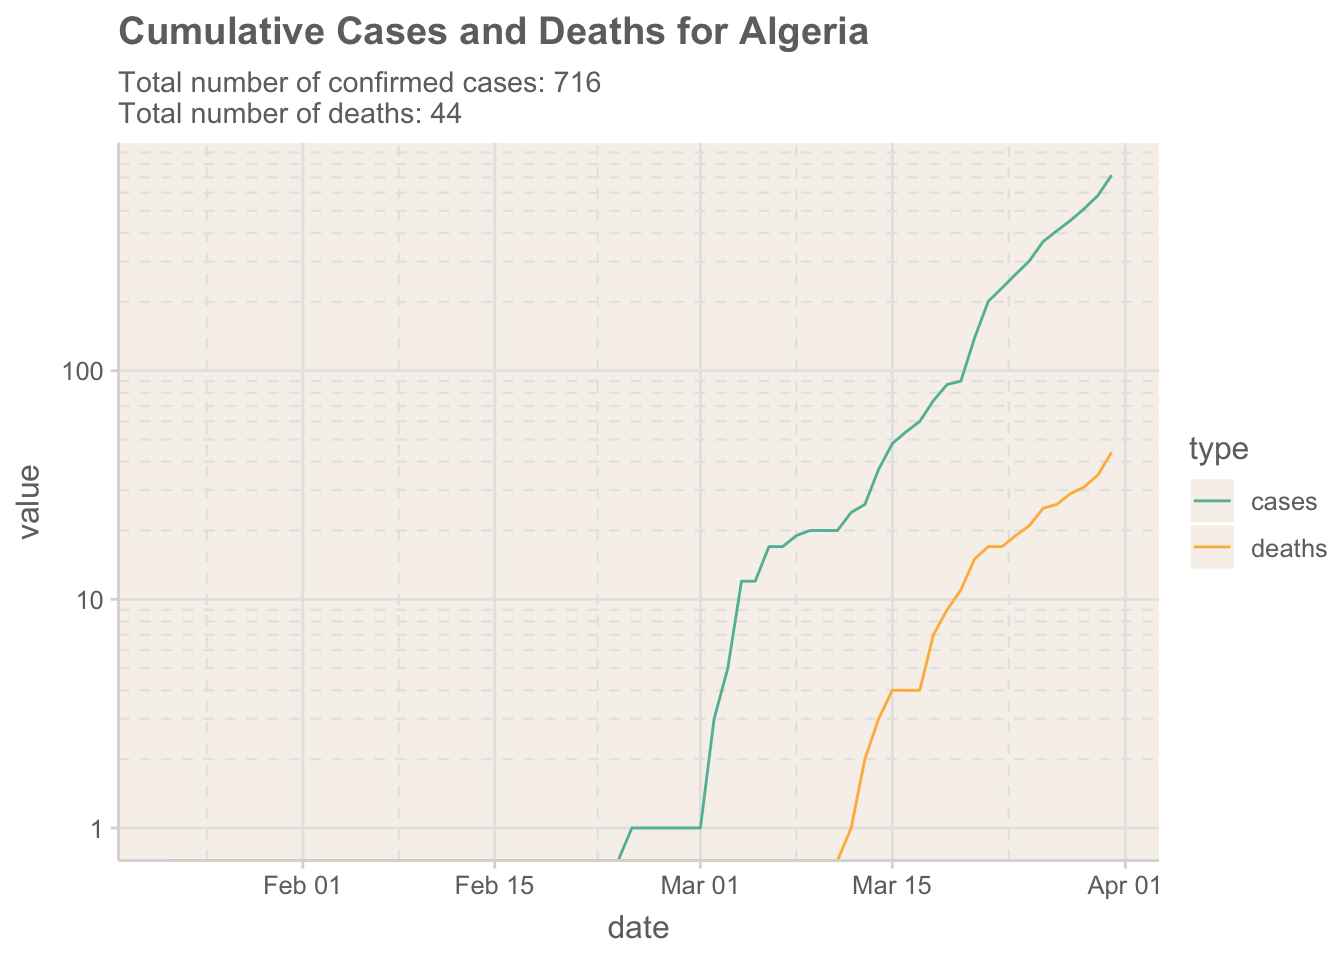 Cumulative Cases and Deaths for Algeria
Total number of confirmed cases: 716
Total number of deaths: 44
value
100
10
1
Feb 01
Feb 15
Mar 01
Mar 15
Apr 01
date
type
cases
deaths